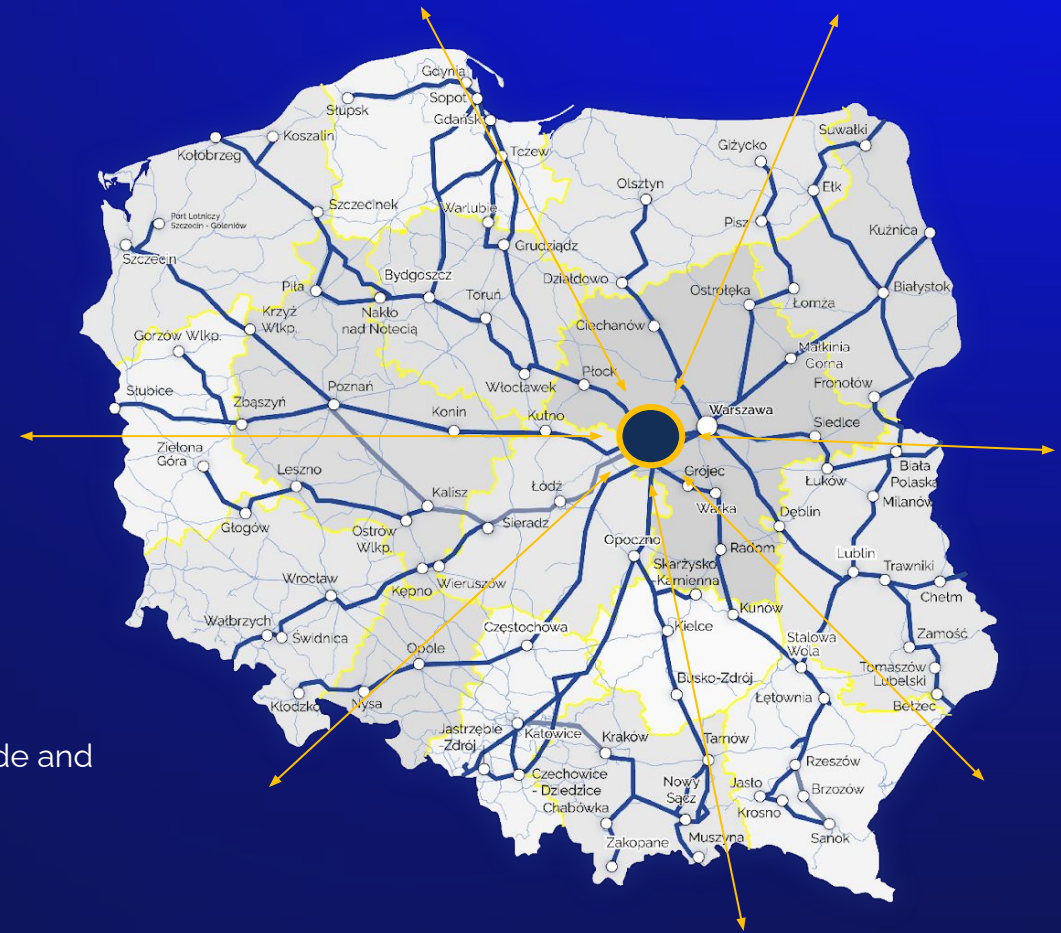 Gdynia
Słupsk
Sopot
Gdańsk
Koszalin
Kołobrzeg
Tczew
Giżycko
Suwałki
Olsztyn
Ełk
Szczecinek
Warlubie
Port Lotniczy
Szczecin - Goleniów
Pisz
Kuźnica
Grudziądz
Szczecin
Bydgoszcz
Działdowo
Piła
Toruń
Ostrołęka
Łomża
Białystok
Krzyż
Wlkp.
Nakło
nad Notecią
Ciechanów
Gorzów Wlkp.
Małkinia
Górna
Płock
Włocławek
Fronołów
Słubice
Poznań
Zbąszyń
Konin
Kutno
Warszawa
Siedlce
Zielona
Góra
Leszno
Grójec
Łuków
Biała
Polaska
Kalisz
Łódź
Milanów
Głogów
Ostrów
Wlkp.
Sieradz
Warka
Dęblin
Opoczno
Radom
Lublin
Skarżysko
-Kamienna
Trawniki
Wrocław
Kępno
Wieruszów
Chełm
Kunów
Wałbrzych
Świdnica
Częstochowa
Kielce
Zamość
Stalowa
Wola
Opole
Tomaszów
Lubelski
Busko-Zdrój
Łętownia
Bełżec
Kłodzko
Nysa
Jastrzębie
-Zdrój
Katowice
Kraków
Tarnów
de and
Rzeszów
Czechowice
- Dziedzice
Nowy
Sącz
Jasło
Brzozów
Chabówka
Krosno
Zakopane
Muszyna
Sanok